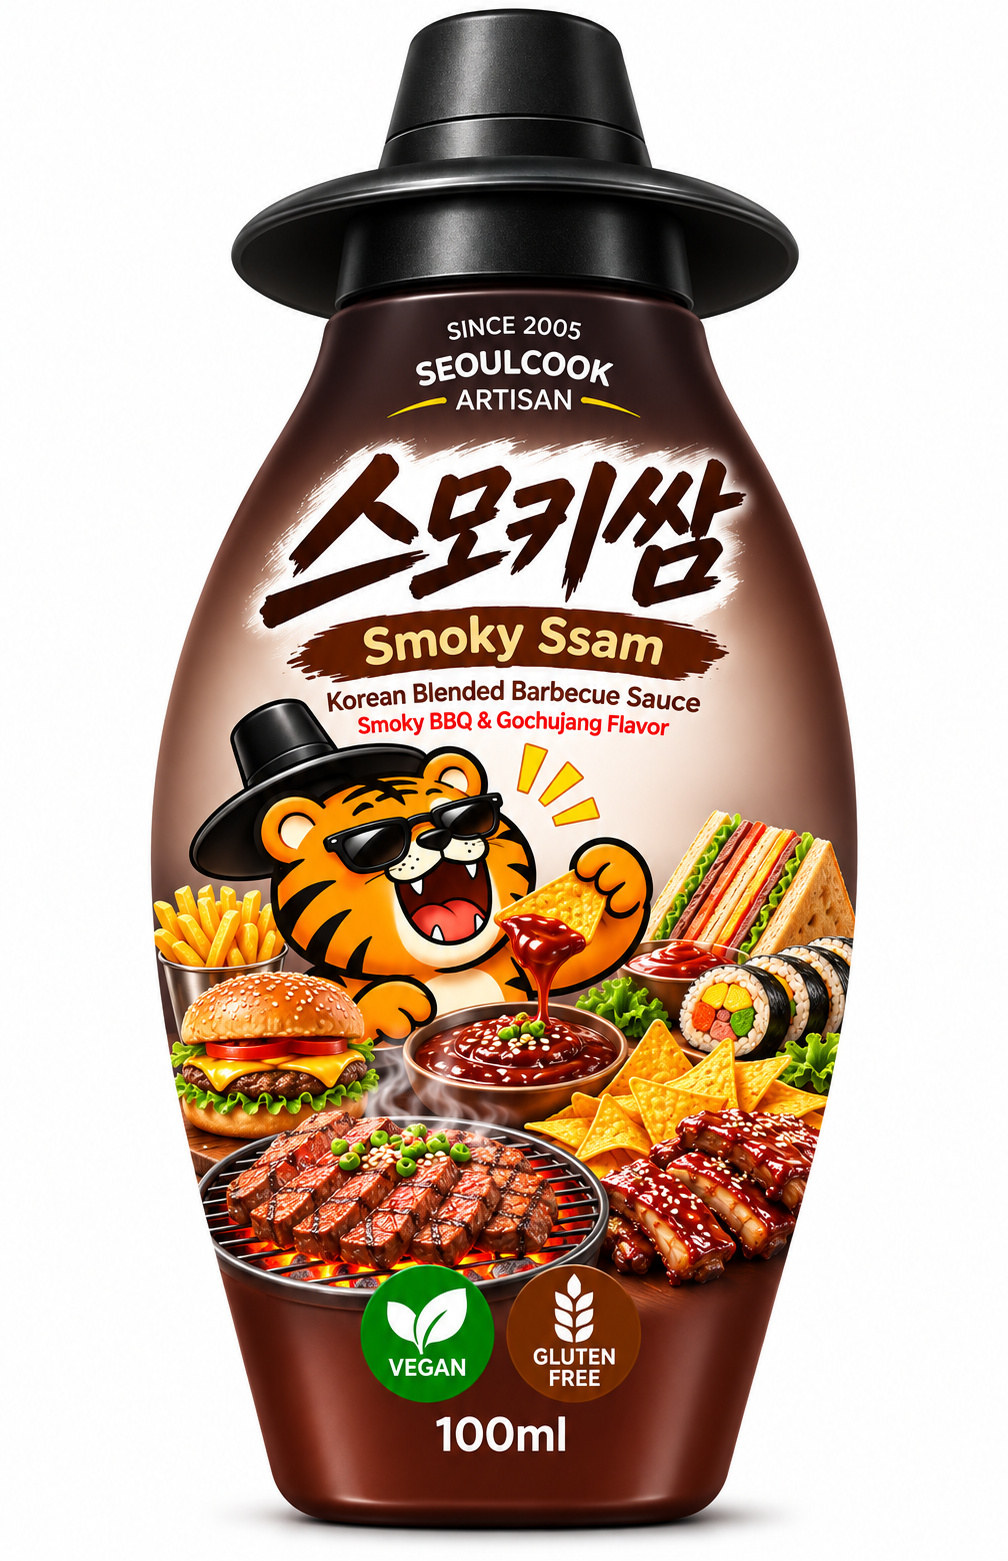 SINCE 2005
SEOULCOOK
ARTISAN
스모키쌈
Smoky Ssam
Korean Blended Barbecue Sauce
Smoky BBQ & Gochujang Flavor
VEGAN
GLUTEN
FREE
100ml